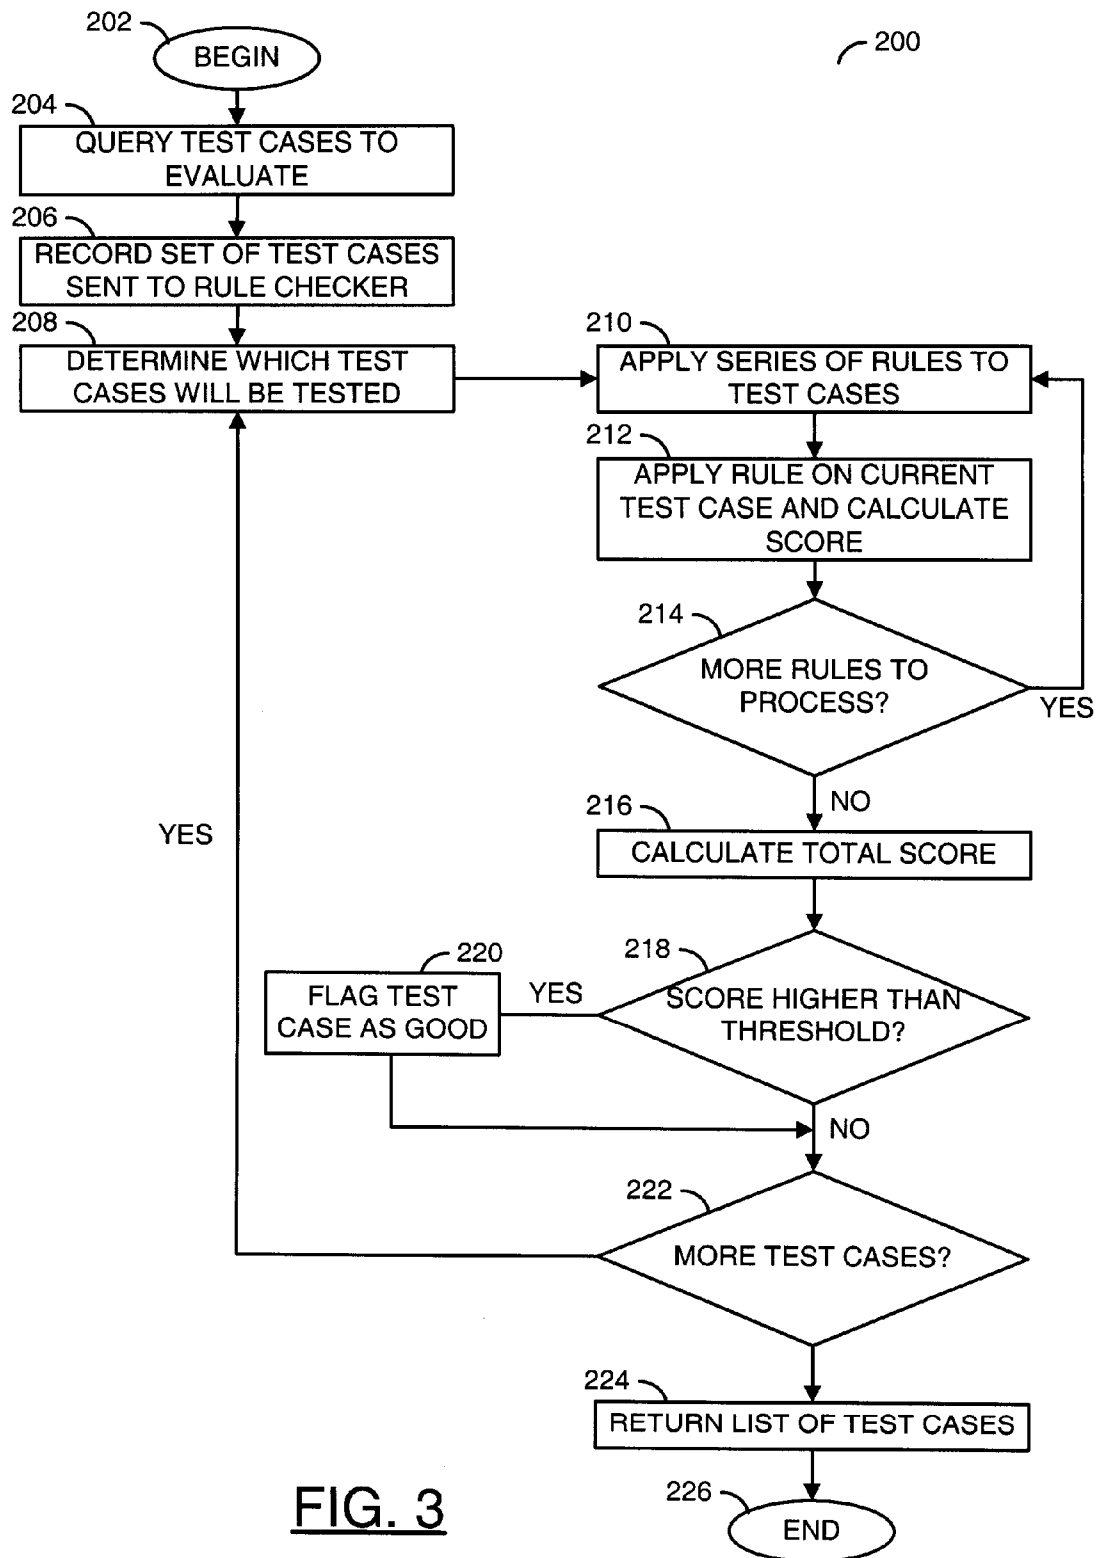 202
BEGIN
200
204
QUERY TEST CASES TO
EVALUATE
206
RECORD SET OF TEST CASES
SENT TO RULE CHECKER
208
DETERMINE WHICH TEST
CASES WILL BE TESTED
210
APPLY SERIES OF RULES TO
TEST CASES
212
APPLY RULE ON CURRENT
TEST CASE AND CALCULATE
SCORE
214
MORE RULES TO
PROCESS?
YES
NO
216
CALCULATE TOTAL SCORE
YES
218
SCORE HIGHER THAN
THRESHOLD?
YES
220
FLAG TEST
CASE AS GOOD
NO
222
MORE TEST CASES?
224
RETURN LIST OF TEST CASES
226
END
FIG. 3